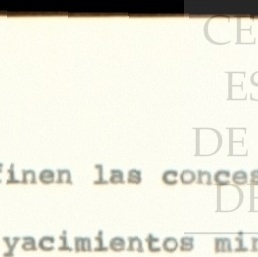 CE
ES
DE
finen las conces
DE
yacimientos min